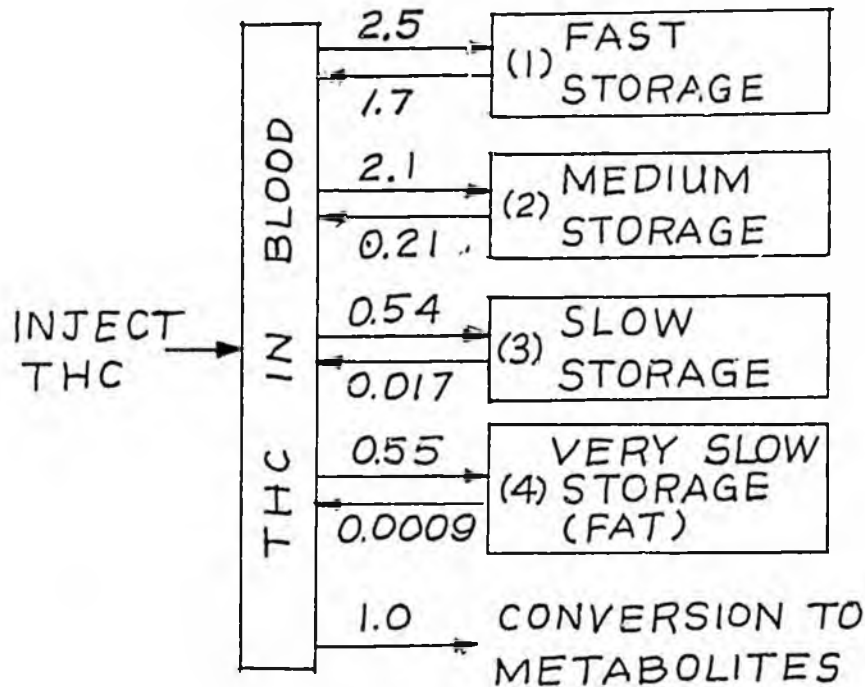 2.5
(1) FAST
STORAGE
1.7
2.1
(2) MEDIUM
STORAGE
0.21
INJECT
THC
THC IN BLOOD
0.54
(3) SLOW
STORAGE
0.017
0.55
(4) VERY SLOW
STORAGE
(FAT)
0.0009
1.0
CONVERSION TO
METABOLITES